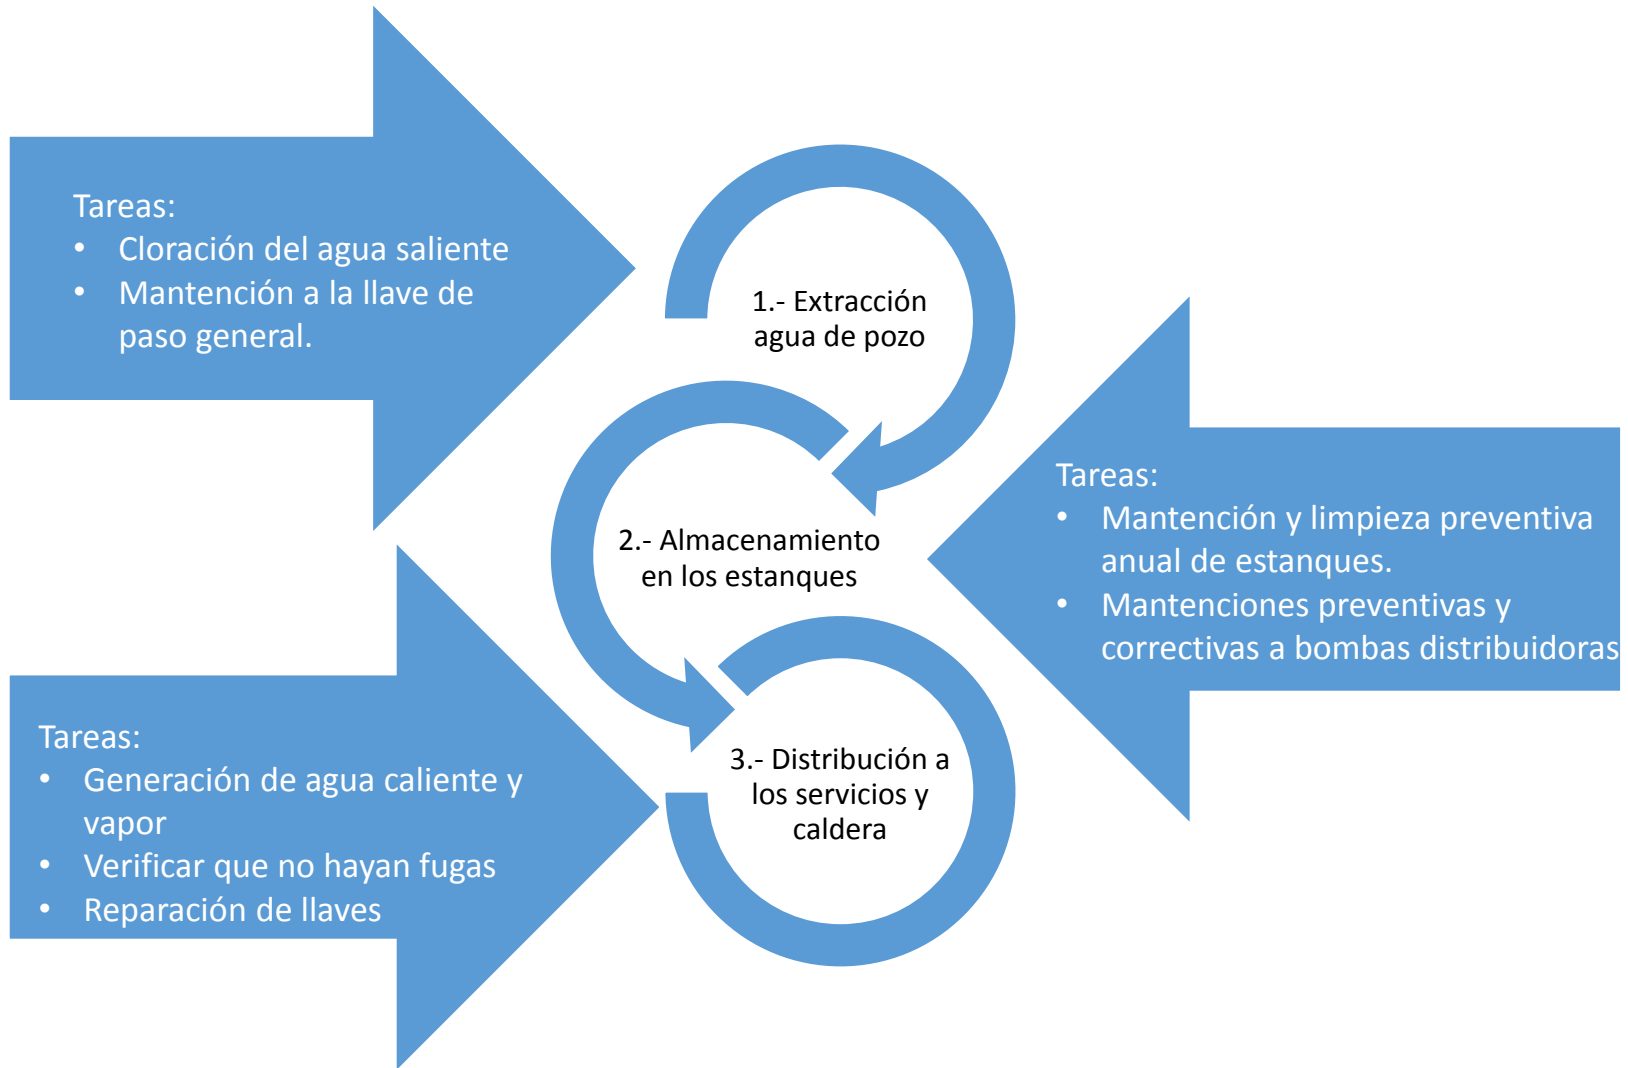 Tareas:
• Cloración del agua saliente
• Mantención a la llave de
paso general.
1.- Extracción
agua de pozo
Tareas:
• Mantención y limpieza preventiva
anual de estanques.
• Mantenciones preventivas y
correctivas a bombas distribuidoras
2.- Almacenamiento
en los estanques
Tareas:
• Generación de agua caliente y
vapor
• Verificar que no hayan fugas
• Reparación de llaves
3.- Distribución a
los servicios y
caldera